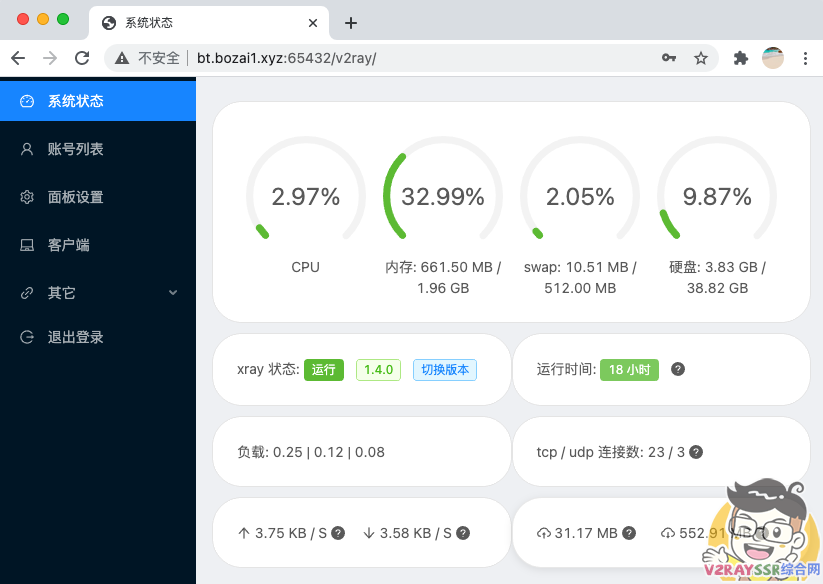 系统状态
不安全 bt.bozai1.xyz:65432/v2ray/
系统状态
账号列表
面板设置
客户端
其它
退出登录
2.97%
32.99%
2.05%
9.87%
CPU
内存: 661.50 MB /
1.96 GB
swap: 10.51 MB /
512.00 MB
硬盘: 3.83 GB /
38.82 GB
xray 状态: 运行 1.4.0 切换版本
运行时间: 18 小时
负载: 0.25 | 0.12 | 0.08
tcp / udp 连接数: 23 / 3
3.75 KB / S 3.58 KB / S
31.17 MB 552.91 MB
V2RAYSSR综合网